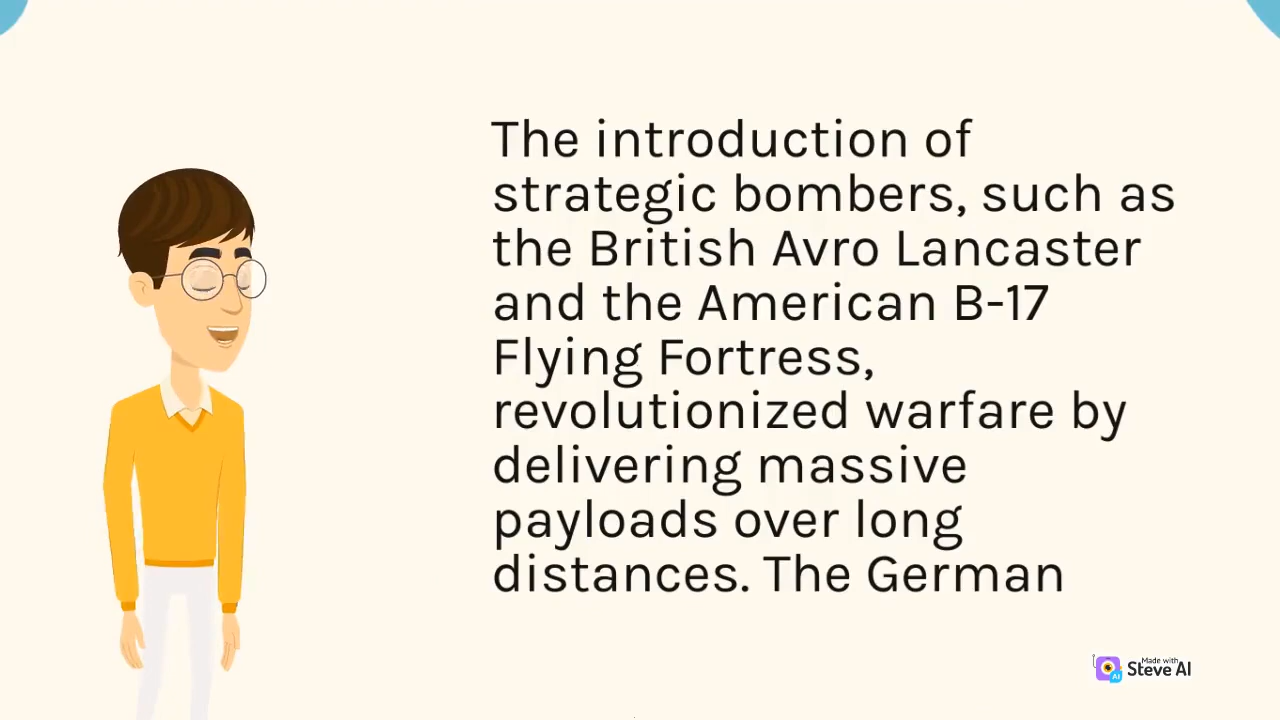 The introduction of
strategic bombers, such as
the British Avro Lancaster
and the American B-17
Flying Fortress,
revolutionized warfare by
delivering massive
payloads over long
distances. The German
Made with
Steve AI
AI